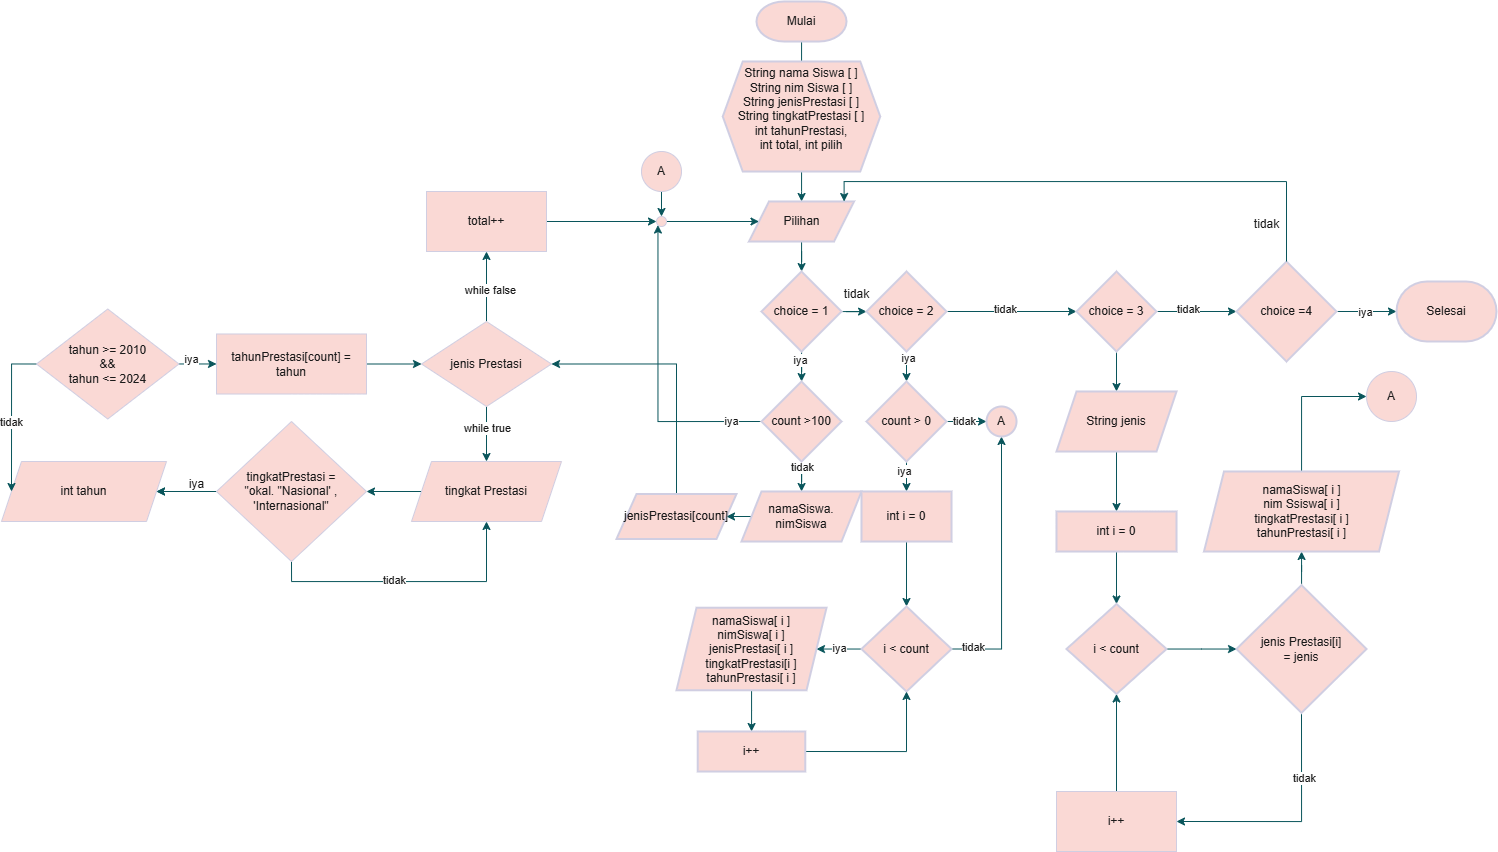 Mulai
String nama Siswa [ ]
String nim Siswa [ ]
String jenisPrestasi [ ]
String tingkatPrestasi [ ]
int tahunPrestasi,
int total, int pilih
A
total++
Pilihan
tidak
while false
choice = 1
tidak
choice = 2
tidak
choice = 3
tidak
choice =4
iya
Selesai
tahun >= 2010
&&
tahun <= 2024
iya
tahunPrestasi[count] =
tahun
jenis Prestasi
iya
iya
tidak
while true
count >100
iya
count > 0
tidak
A
String jenis
A
tingkatPrestasi =
"okal. "Nasional' ,
'Internasional"
iya
int tahun
tingkat Prestasi
tidak
iya
jenisPrestasi[count]
namaSiswa.
nimSiswa
int i = 0
int i = 0
namaSiswa[ i ]
nim Ssiswa[ i ]
tingkatPrestasi[ i ]
tahunPrestasi[ i ]
tidak
namaSiswa[ i ]
nimSiswa[ i ]
jenisPrestasi[ i ]
tingkatPrestasi[i ]
tahunPrestasi[ i ]
iya
i < count
tidak
i < count
jenis Prestasi[i]
= jenis
i++
tidak
i++